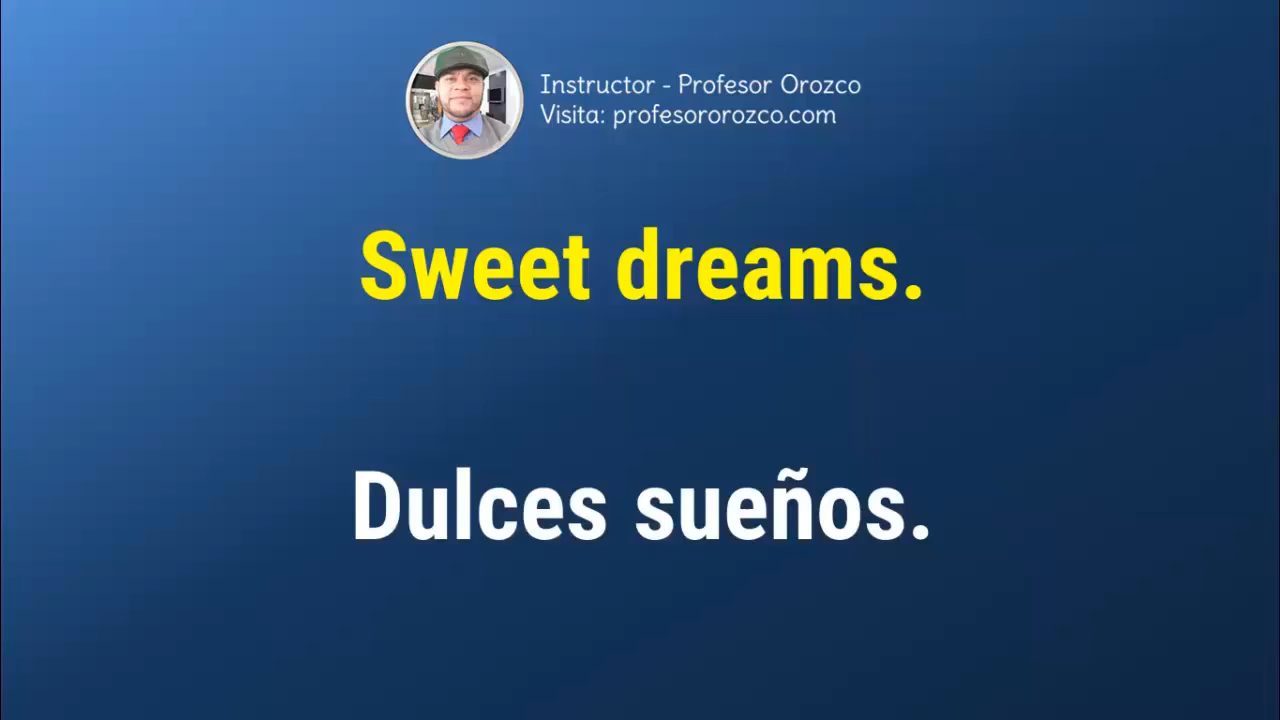 Instructor - Profesor Orozco
Visita: profesororozco.com
Sweet dreams.
Dulces sueños.